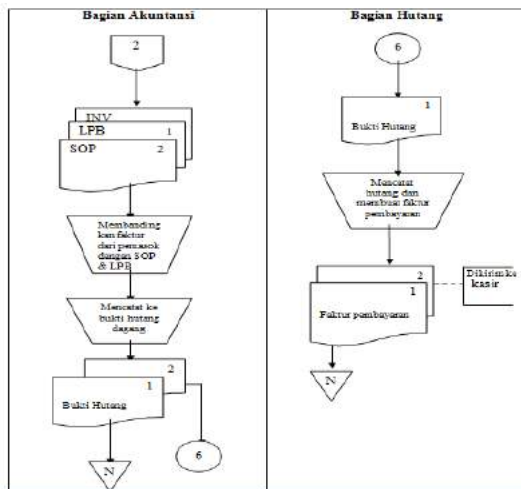 Bagian Akuntansi
2
INV
LPB 1
SOP 2
Membanding
kan faktur
dari pemasok
dengan SOP
& LPB
Mencatat ke
bukti hutang
dagang
2
1
Bukti Hutang
N
6
Bagian Hutang
6
1
Bukti Hutang
Mencatat
hutang dan
membuat faktur
pembayaran
2
1
Faktur pembayaran
Dikirim ke
kasir
N